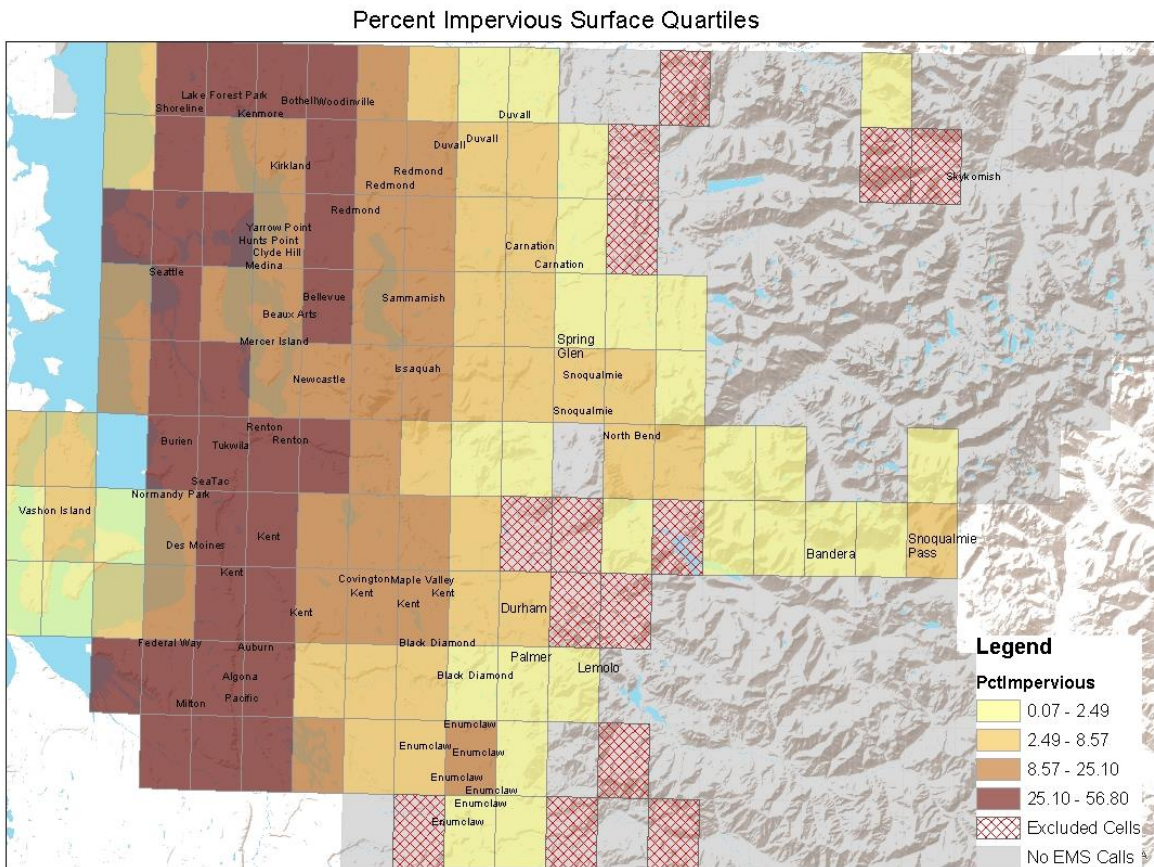 Percent Impervious Surface Quartiles
Lake Forest Park
Shoreline
Bothell
Woodinville
Kenmore
Duvall
Duvall
Duvall
Kirkland
Redmond
Redmond
Redmond
Skykomish
Yarrow Point
Hunts Point
Clyde Hill
Medina
Carnation
Carnation
Seattle
Bellevue
Sammamish
Beaux Arts
Mercer Island
Spring
Glen
Newcastle
Issaquah
Snoqualmie
Snoqualmie
Renton
Burien
Tukwila
Renton
North Bend
SeaTac
Normandy Park
Vashon Island
Kent
Des Moines
Bandera
Snoqualmie
Pass
Kent
Covington
Maple Valley
Kent
Kent
Kent
Kent
Durham
Federal Way
Auburn
Black Diamond
Palmer
Lemolo
Algona
Black Diamond
Milton
Pacific
Enumclaw
Enumclaw
Enumclaw
Enumclaw
Enumclaw
Enumclaw
Enumclaw
Legend
PctImpervious
0.07 - 2.49
2.49 - 8.57
8.57 - 25.10
25.10 - 56.80
Excluded Cells
No EMS Calls